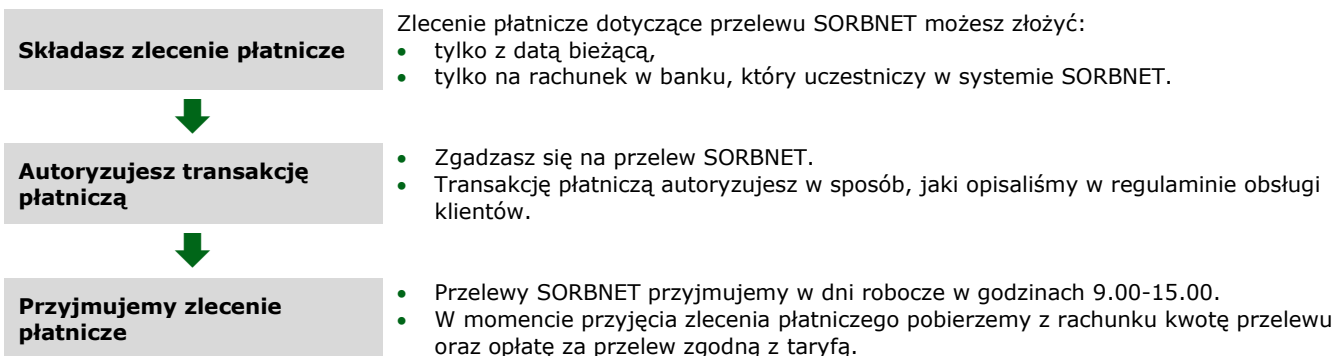 Składasz zlecenie płatnicze
Zlecenie płatnicze dotyczące przelewu SORBNET możesz złożyć:
• tylko z datą bieżącą,
• tylko na rachunek w banku, który uczestniczy w systemie SORBNET.
Autoryzujesz transakcję
płatniczą
• Zgadzasz się na przelew SORBNET.
• Transakcję płatniczą autoryzujesz w sposób, jaki opisaliśmy w regulaminie obsługi
klientów.
Przyjmujemy zlecenie
płatnicze
• Przelewy SORBNET przyjmujemy w dni robocze w godzinach 9.00-15.00.
• W momencie przyjęcia zlecenia płatniczego pobierzemy z rachunku kwotę przelewu
oraz opłatę za przelew zgodną z taryfą.